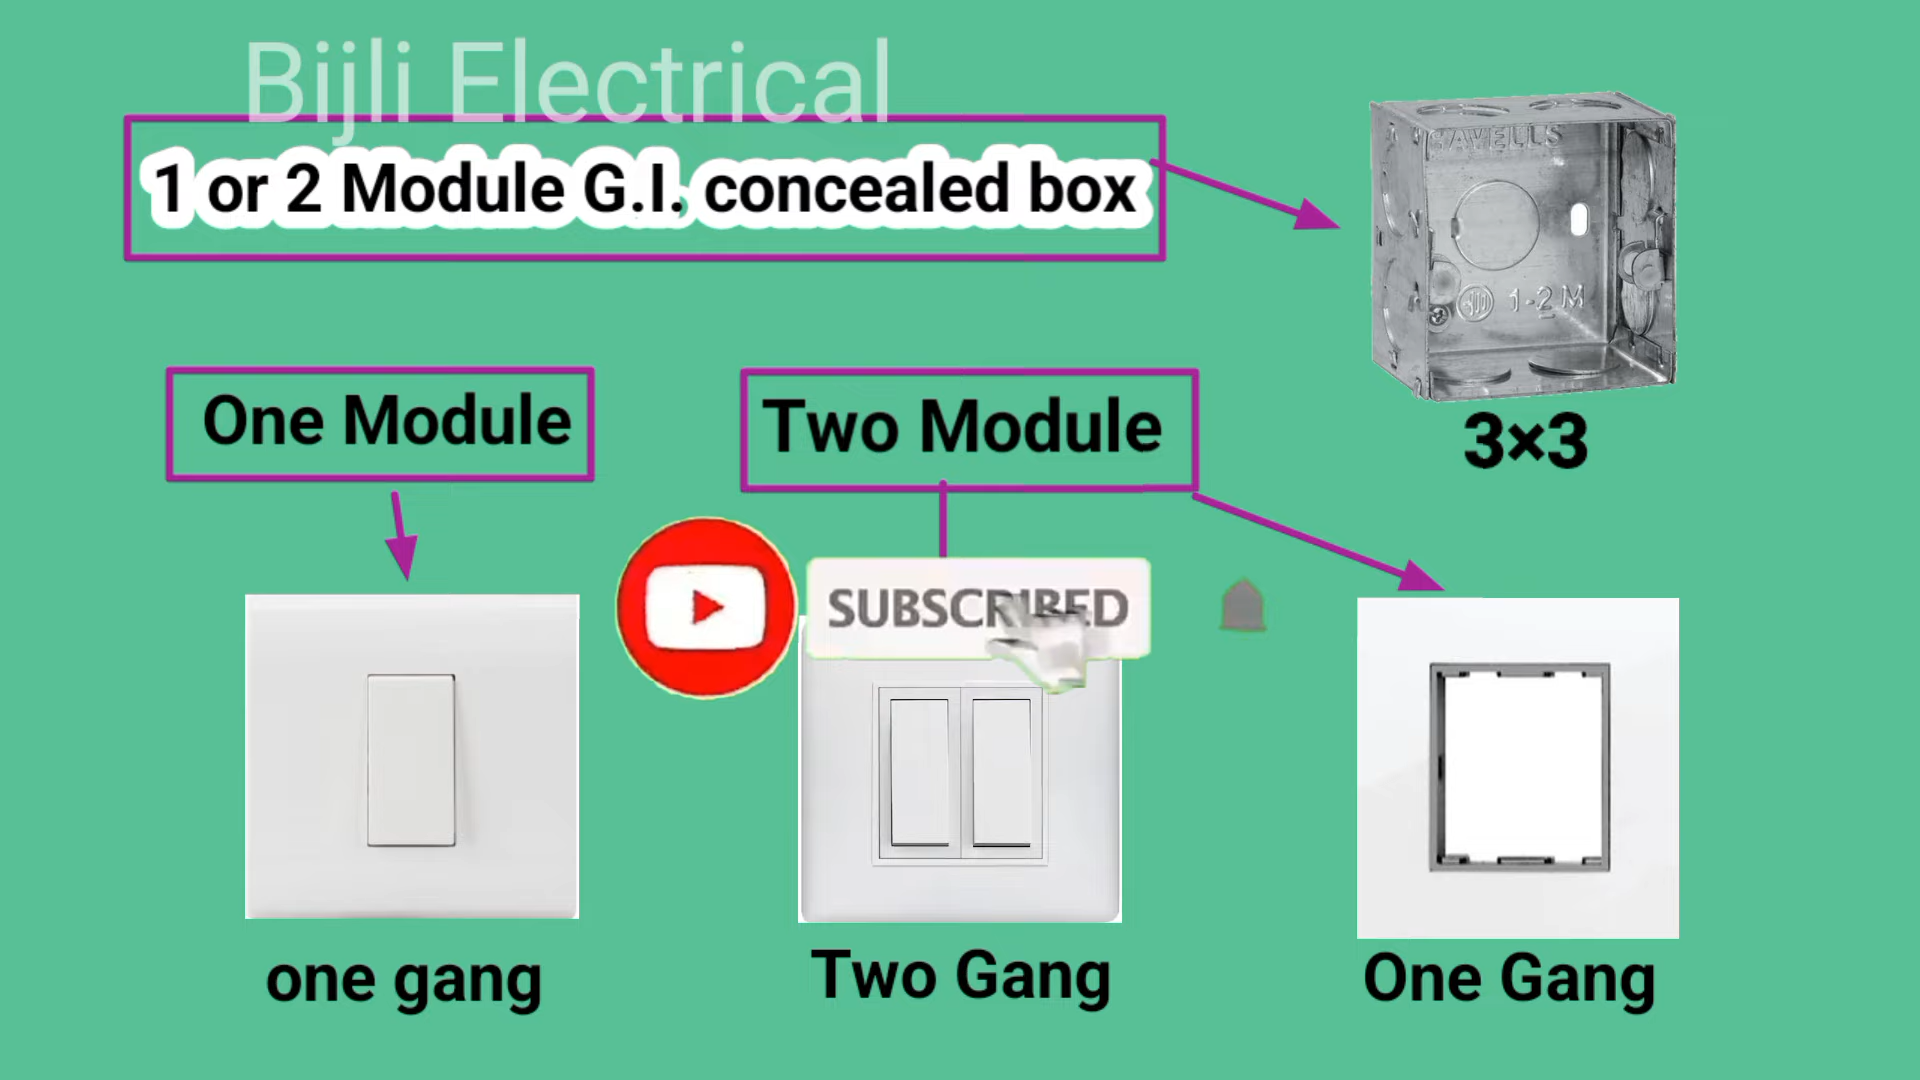 Bijli Electrical
1 or 2 Module G.I. concealed box
1-2 M
3×3
One Module
Two Module
SUBSCRIBED
one gang
Two Gang
One Gang